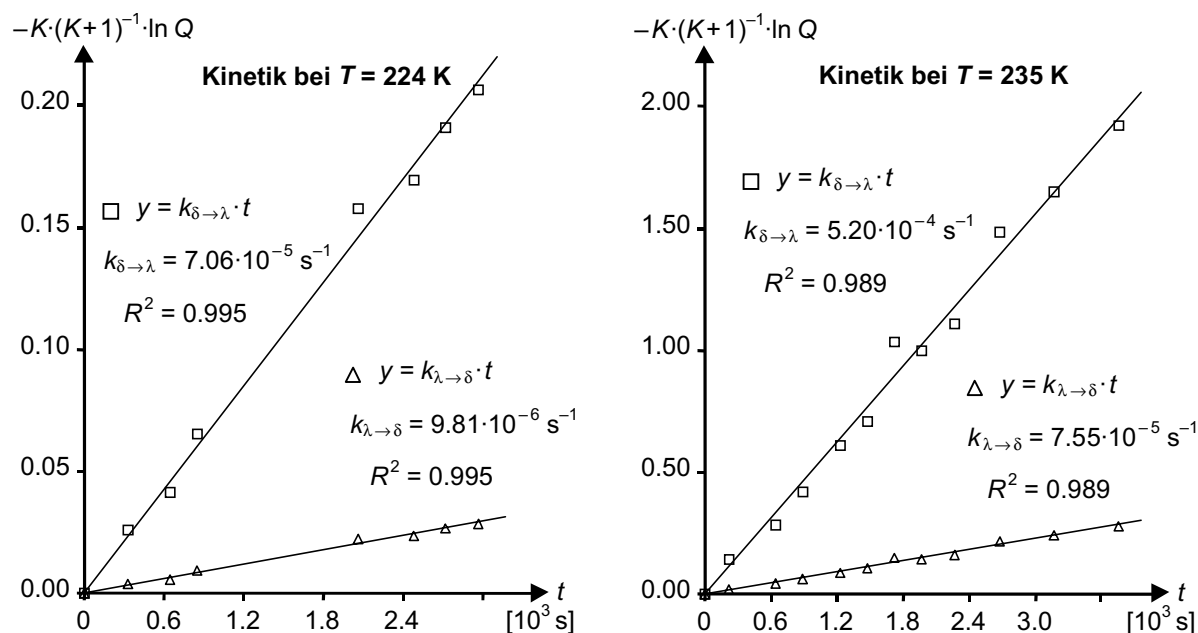 –K·(K+1)⁻¹·ln Q
Kinetik bei T = 224 K
0.20
0.15
0.10
0.05
0.00
□ y = k_δ→λ·t
k_δ→λ = 7.06·10⁻⁵ s⁻¹
R² = 0.995
△ y = k_λ→δ·t
k_λ→δ = 9.81·10⁻⁶ s⁻¹
R² = 0.995
0 0.6 1.2 1.8 2.4
t
[10³ s]
–K·(K+1)⁻¹·ln Q
Kinetik bei T = 235 K
2.00
1.50
1.00
0.50
0.00
□ y = k_δ→λ·t
k_δ→λ = 5.20·10⁻⁴ s⁻¹
R² = 0.989
△ y = k_λ→δ·t
k_λ→δ = 7.55·10⁻⁵ s⁻¹
R² = 0.989
0 0.6 1.2 1.8 2.4 3.0
t
[10³ s]